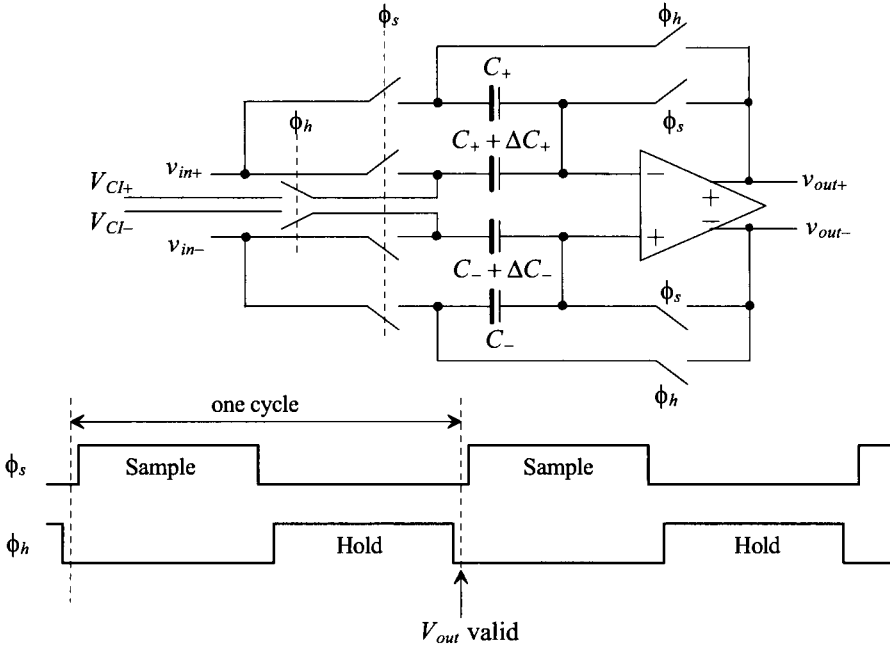 ϕs
ϕh
C+
ϕh
ϕs
C+ + ΔC+
VCI+
vin+
VCI−
vin−
−
+
+
−
vout+
vout−
C− + ΔC−
ϕs
C−
ϕh
one cycle
ϕs
Sample
Sample
ϕh
Hold
Hold
Vout valid